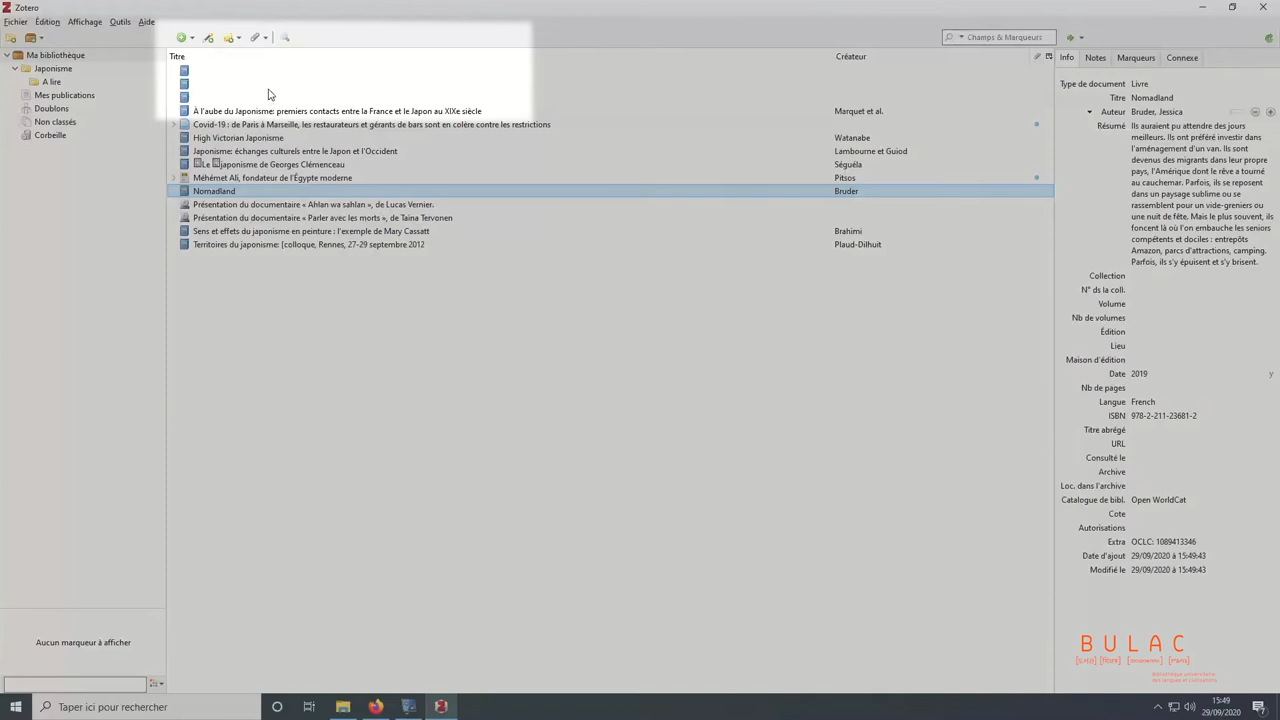 Zotero
Fichier Édition Affichage Outils Aide
Champs & Marqueurs
Ma bibliothèque
Japonisme
A lire
Mes publications
Doublons
Non classés
Corbeille
Titre Créateur
À l'aube du Japonisme: premiers contacts entre la France et le Japon au XIXe siècle Marquet et al.
Covid-19 : de Paris à Marseille, les restaurateurs et gérants de bars sont en colère contre les restrictions
High Victorian Japonisme Watanabe
Japonisme: échanges culturels entre le Japon et l'Occident Lambourne et Guiod
Le japonisme de Georges Clémenceau Séguéla
Méhémet Ali, fondateur de l'Égypte moderne Pitsos
Nomadland Bruder
Présentation du documentaire « Ahlan wa sahlan », de Lucas Vernier.
Présentation du documentaire « Parler avec les morts », de Taina Tervonen
Sens et effets du japonisme en peinture : l'exemple de Mary Cassatt Brahimi
Territoires du japonisme: [colloque, Rennes, 27-29 septembre 2012 Plaud-Dilhuit
Info Notes Marqueurs Connexe
Type de document Livre
Titre Nomadland
Auteur Bruder, Jessica
Résumé Ils auraient pu attendre des jours
meilleurs. Ils ont préféré investir dans
l'aménagement d'un van. Ils sont
devenus des migrants dans leur propre
pays, l'Amérique dont le rêve a tourné
au cauchemar. Parfois, ils se reposent
dans un paysage sublime ou se
rassemblent pour un vide-greniers ou
une nuit de fête. Mais le plus souvent, ils
foncent là où l'on embauche les seniors
compétents et dociles : entrepôts
Amazon, parcs d'attractions, camping.
Parfois, ils s'y épuisent et s'y brisent.
Collection
N° ds la coll.
Volume
Nb de volumes
Édition
Lieu
Maison d'édition
Date 2019 y
Nb de pages
Langue French
ISBN 978-2-211-23681-2
Titre abrégé
URL
Consulté le
Archive
Loc. dans l'archive
Catalogue de bibl. Open WorldCat
Cote
Autorisations
Extra OCLC: 1089413346
Date d'ajout 29/09/2020 à 15:49:43
Modifié le 29/09/2020 à 15:49:43
Aucun marqueur à afficher
BULAC
Bibliothèque universitaire
des langues et civilisations
Taper ici pour rechercher
15:49
29/09/2020